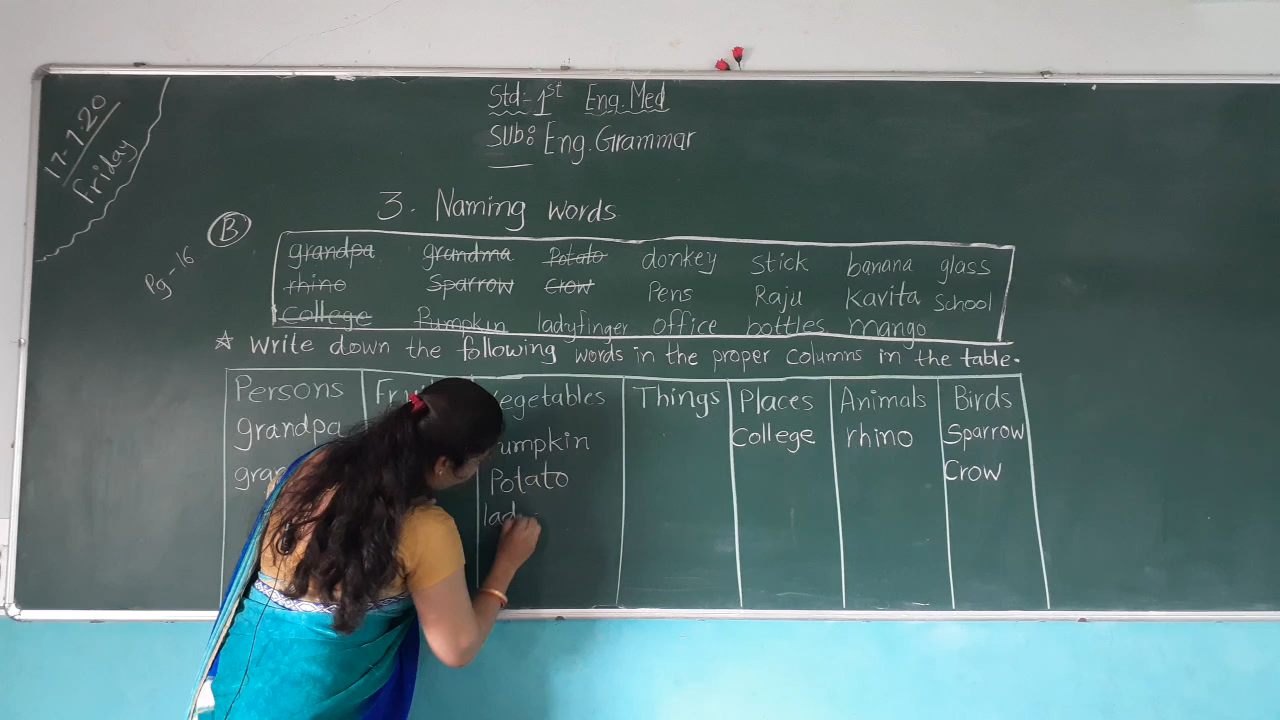 17-7-20
Friday
Std:- 1st Eng. Med
Sub: Eng. Grammar
3. Naming words
Pg-16
B
grandpa grandma Potato donkey Stick banana glass
rhino Sparrow Crow Pens Raju Kavita School
College Pumpkin ladyfinger office bottles mango
☆ Write down the following words in the proper columns in the table.
Persons Fruit Vegetables Things Places Animals Birds
grandpa umpkin College rhino Sparrow
gra Potato Crow
lad